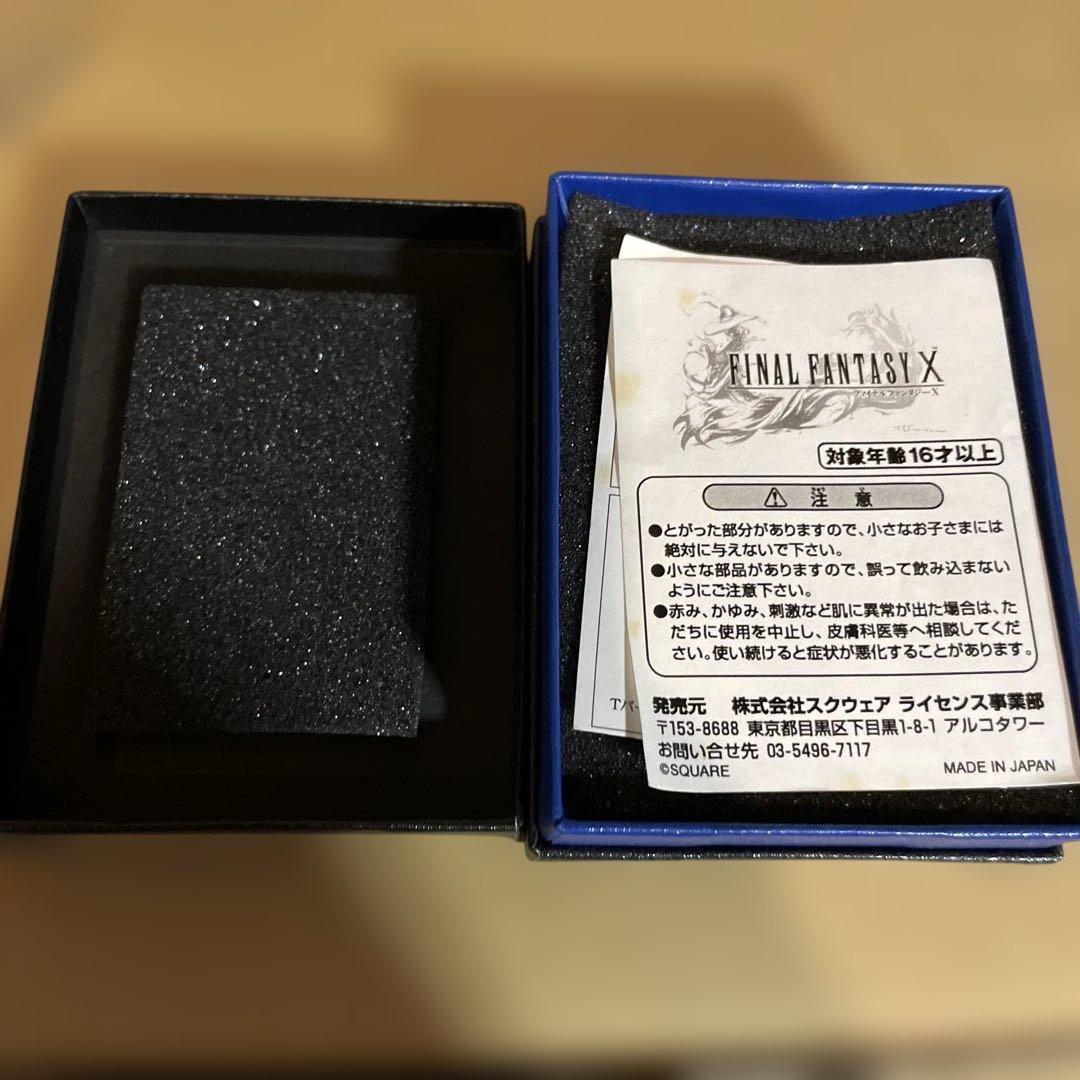 FINAL FANTASY X
ファイナルファンタジーX
対象年齢16才以上
注意
●とがった部分がありますので、小さなお子さまには
絶対に与えないで下さい。
●小さな部品がありますので、誤って飲み込まない
ようにご注意下さい。
●赤み、かゆみ、刺激など肌に異常が出た場合は、た
だちに使用を中止し、皮膚科医等へ相談してくだ
さい。使い続けると症状が悪化することがあります。
発売元 株式会社スクウェア ライセンス事業部
〒153-8688 東京都目黒区下目黒1-8-1 アルコタワー
お問い合せ先 03-5496-7117
©SQUARE MADE IN JAPAN
Tバ